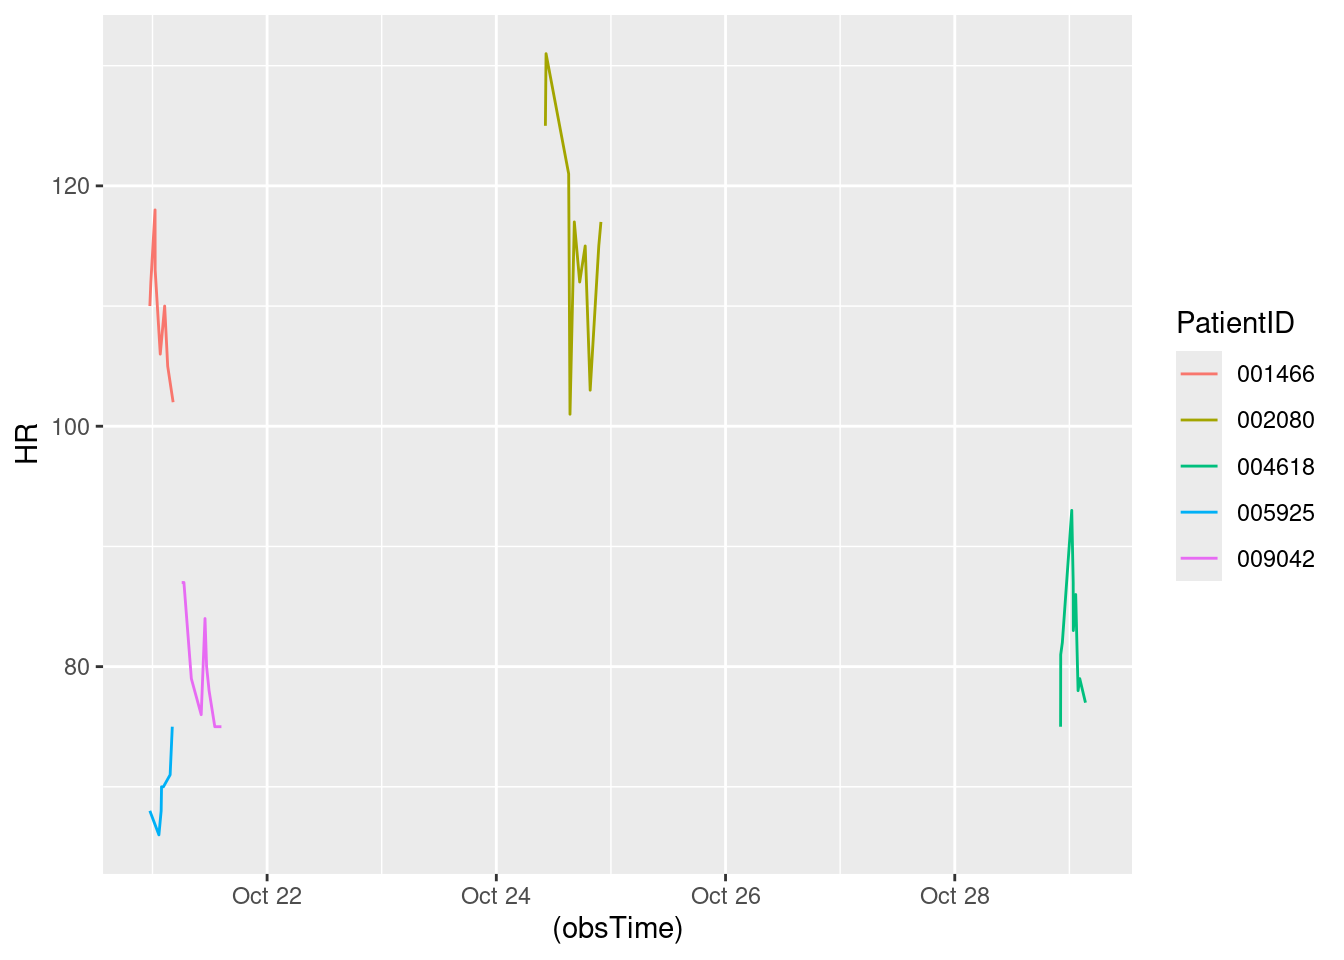 120
100
80
HR
Oct 22
Oct 24
Oct 26
Oct 28
(obsTime)
PatientID
001466
002080
004618
005925
009042